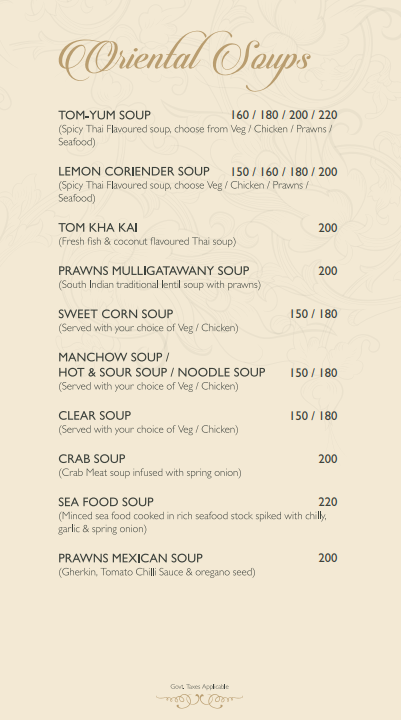 Oriental Soups
TOM-YUM SOUP 160 / 180 / 200 / 220
(Spicy Thai Flavoured soup, choose from Veg / Chicken / Prawns /
Seafood)
LEMON CORIENDER SOUP 150 / 160 / 180 / 200
(Spicy Thai Flavoured soup, choose Veg / Chicken / Prawns /
Seafood)
TOM KHA KAI 200
(Fresh fish & coconut flavoured Thai soup)
PRAWNS MULLIGATAWANY SOUP 200
(South Indian traditional lentil soup with prawns)
SWEET CORN SOUP 150 / 180
(Served with your choice of Veg / Chicken)
MANCHOW SOUP /
HOT & SOUR SOUP / NOODLE SOUP 150 / 180
(Served with your choice of Veg / Chicken)
CLEAR SOUP 150 / 180
(Served with your choice of Veg / Chicken)
CRAB SOUP 200
(Crab Meat soup infused with spring onion)
SEA FOOD SOUP 220
(Minced sea food cooked in rich seafood stock spiked with chilly,
garlic & spring onion)
PRAWNS MEXICAN SOUP 200
(Gherkin, Tomato Chilli Sauce & oregano seed)
Govt. Taxes Applicable